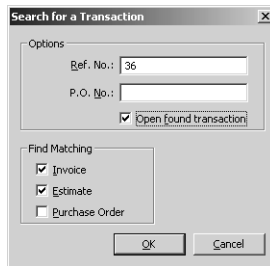 Search for a Transaction
Options
Ref. No.: 36
P.O. No.:
Open found transaction
Find Matching
Invoice
Estimate
Purchase Order
OK Cancel